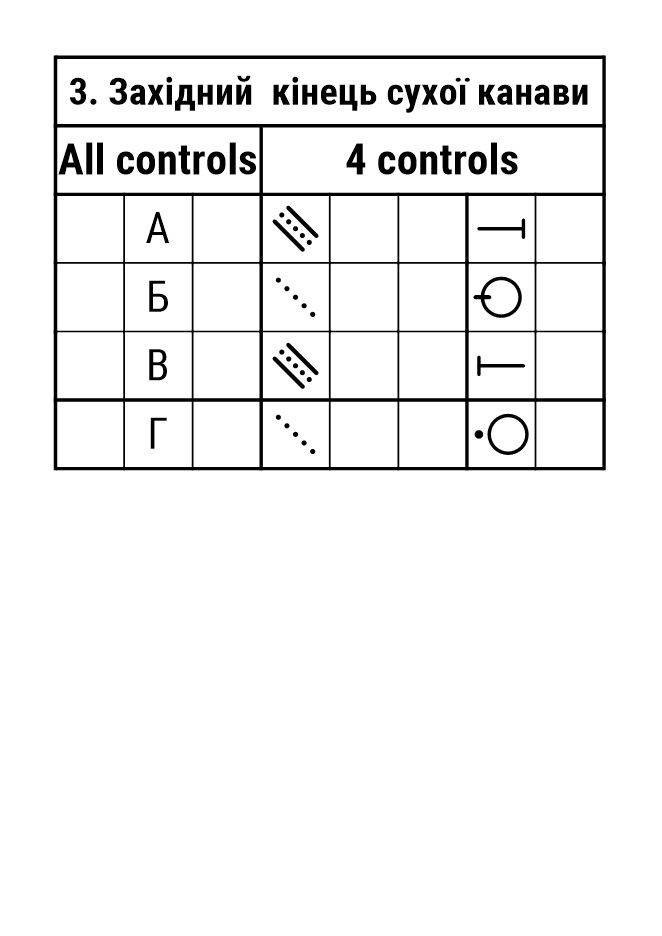 3. Західний кінець сухої канави
All controls 4 controls
А
Б
В
Г